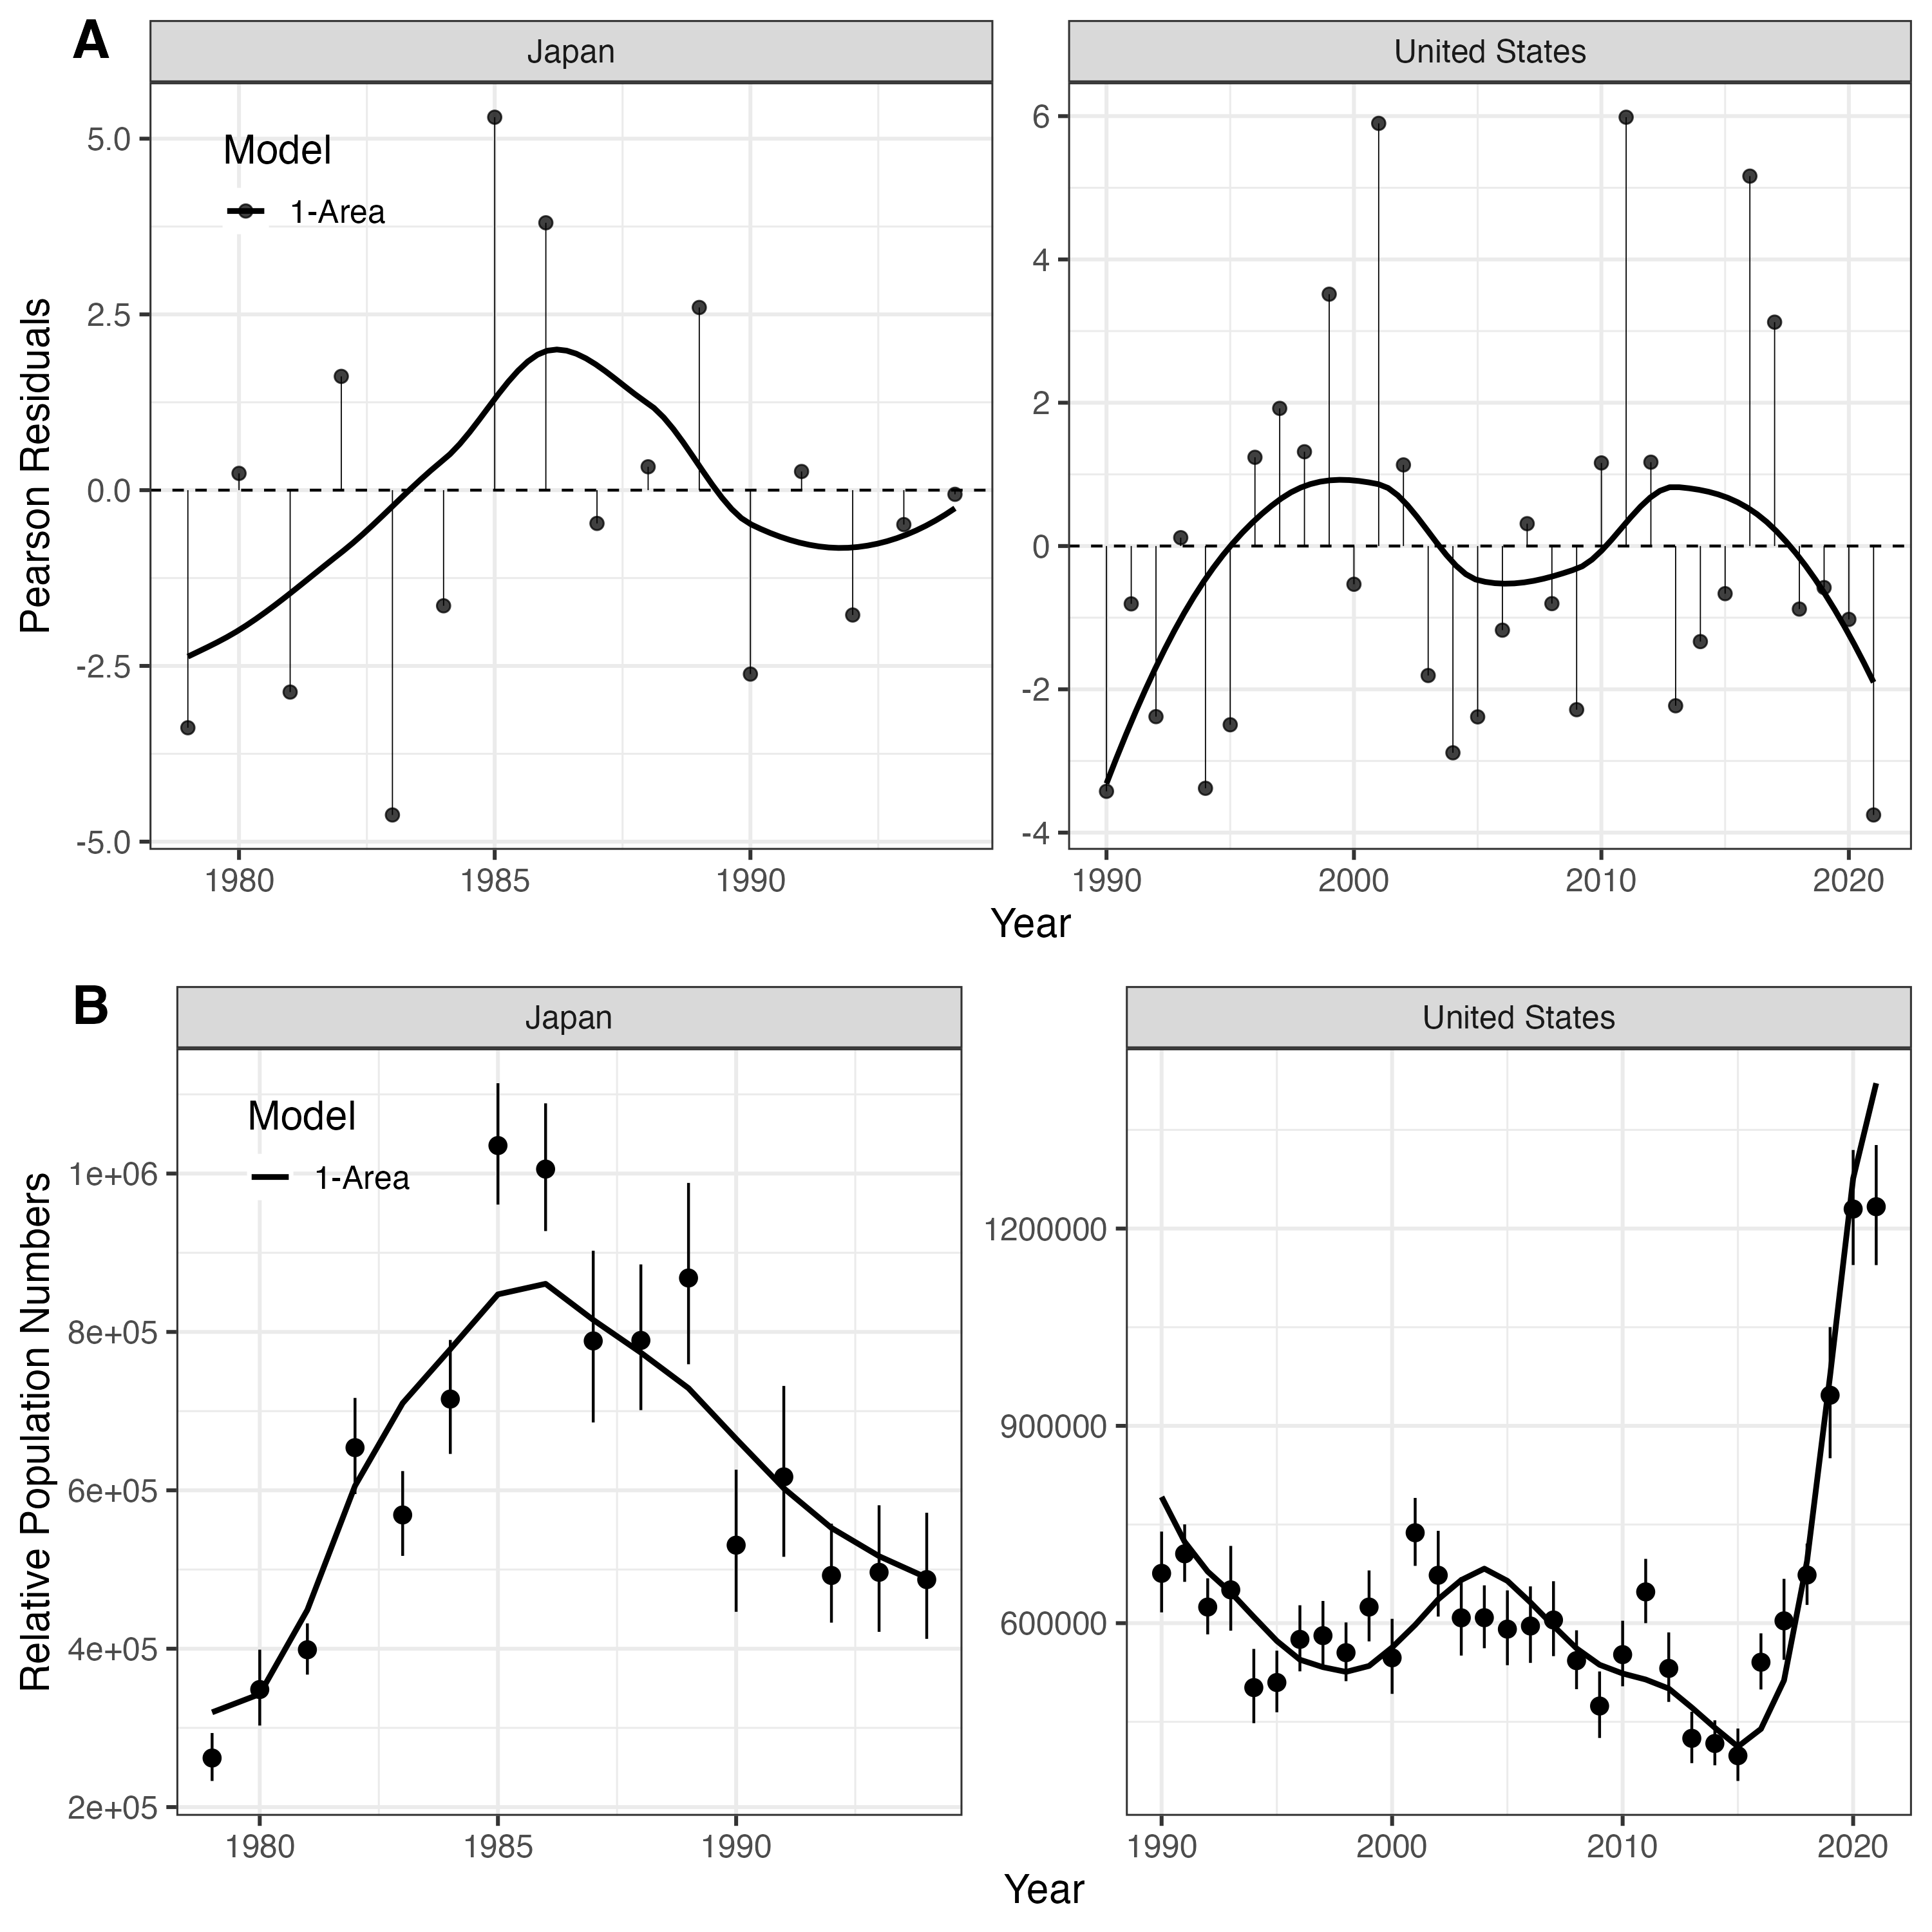 A
Japan
United States
Model
1-Area
Pearson Residuals
5.0
2.5
0.0
-2.5
-5.0
6
4
2
0
-2
-4
1980 1985 1990
1990 2000 2010 2020
Year
B
Japan
United States
Model
1-Area
Relative Population Numbers
1e+06
8e+05
6e+05
4e+05
2e+05
1200000
900000
600000
1980 1985 1990
1990 2000 2010 2020
Year